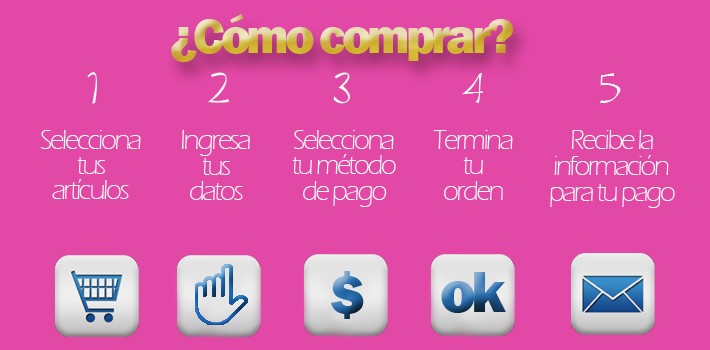 ¿Cómo comprar?
1
Selecciona
tus
artículos
2
Ingresa
tus
datos
3
Selecciona
tu método
de pago
4
Termina
tu
orden
5
Recibe la
información
para tu pago
$
ok